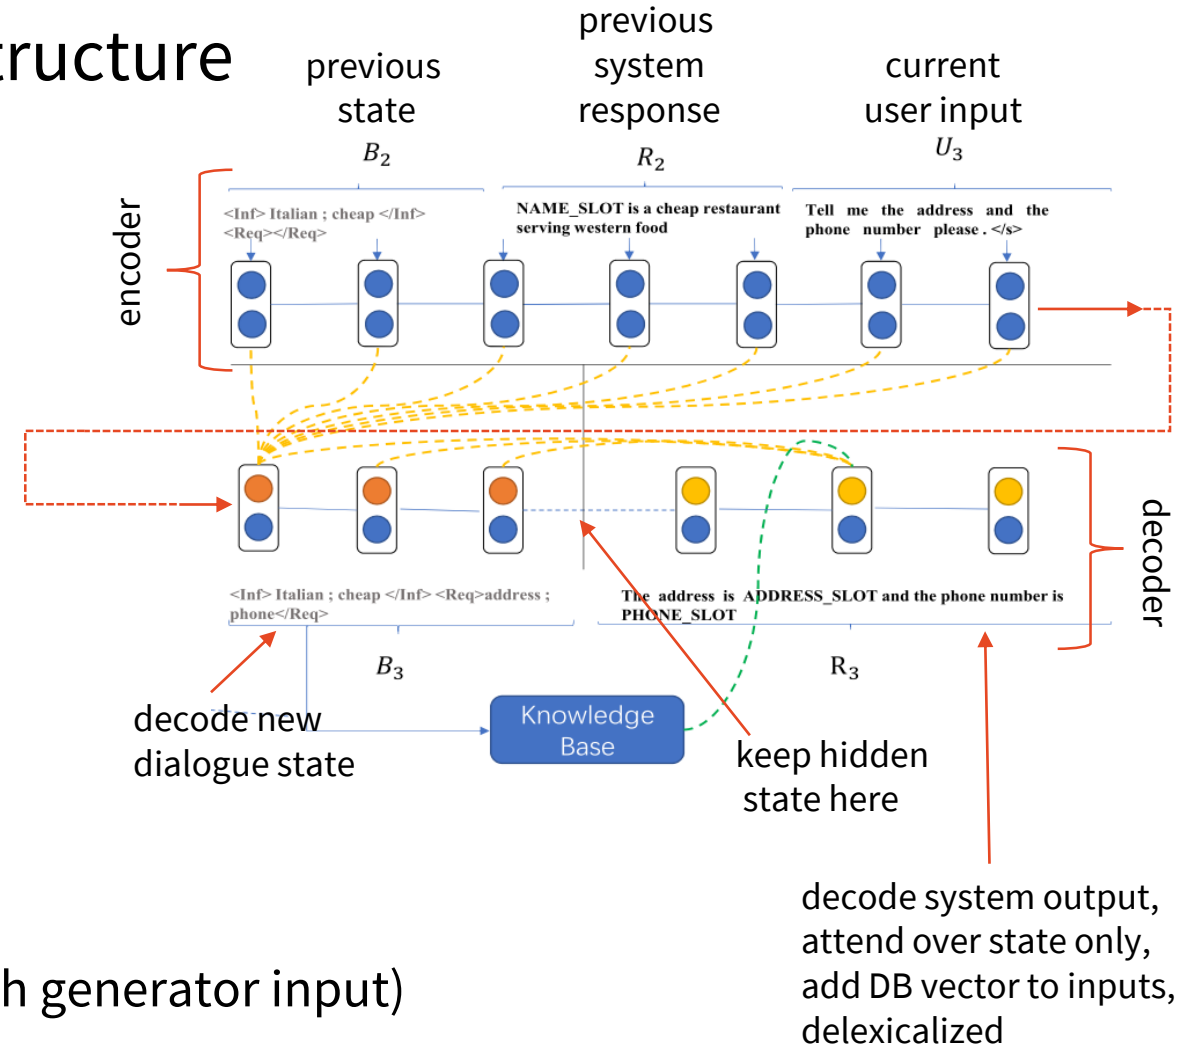 tructure
previous
state
B₂
previous
system
response
R₂
current
user input
U₃
encoder
<Inf> Italian ; cheap </Inf>
<Req></Req>
NAME_SLOT is a cheap restaurant
serving western food
Tell me the address and the
phone number please . </s>
decoder
<Inf> Italian ; cheap </Inf> <Req>address ;
phone</Req>
The address is ADDRESS_SLOT and the phone number is
PHONE_SLOT
B₃
R₃
decode new
dialogue state
Knowledge
Base
keep hidden
state here
decode system output,
attend over state only,
add DB vector to inputs,
delexicalized
h generator input)